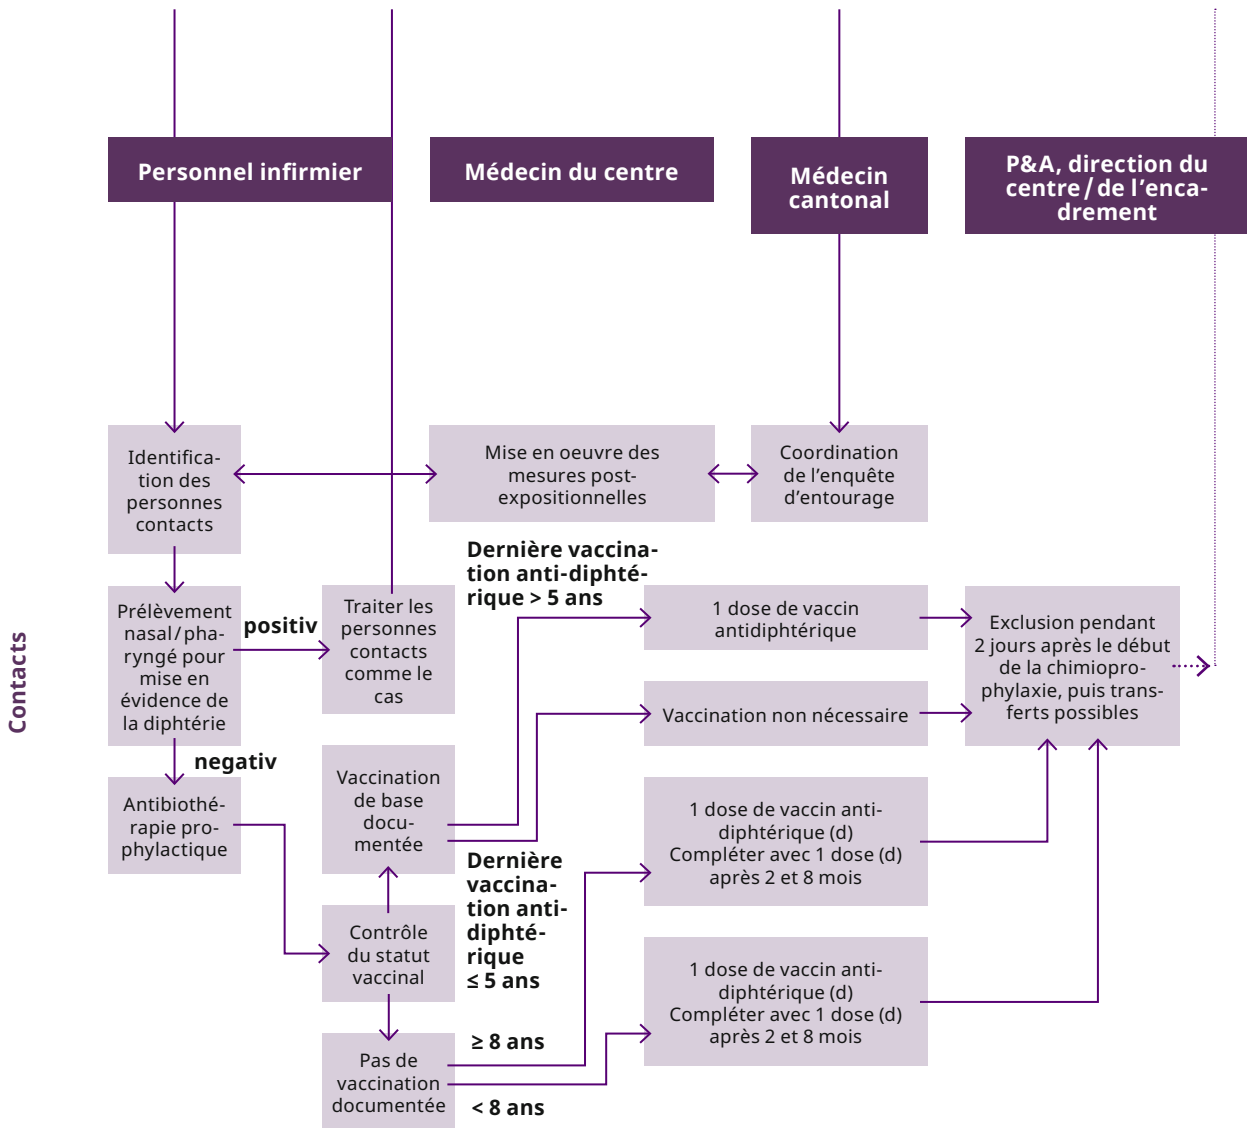 Personnel infirmier
Médecin du centre
Médecin
cantonal
P&A, direction du
centre / de l'enca-
drement
Contacts
Identifica-
tion des
personnes
contacts
Mise en oeuvre des
mesures post-
expositionnelles
Coordination
de l'enquête
d'entourage
Prélèvement
nasal/pha-
ryngé pour
mise en
évidence de
la diphtérie
positiv
Traiter les
personnes
contacts
comme le
cas
Dernière vaccina-
tion anti-diphté-
rique > 5 ans
1 dose de vaccin
antidiphtérique
Exclusion pendant
2 jours après le début
de la chimiopro-
phylaxie, puis trans-
ferts possibles
Vaccination non nécessaire
negativ
Antibiothé-
rapie pro-
phylactique
Vaccination
de base
docu-
mentée
Dernière
vaccina-
tion anti-
diphté-
rique
≤ 5 ans
1 dose de vaccin anti-
diphtérique (d)
Compléter avec 1 dose (d)
après 2 et 8 mois
Contrôle
du statut
vaccinal
1 dose de vaccin anti-
diphtérique (d)
Compléter avec 1 dose (d)
après 2 et 8 mois
≥ 8 ans
Pas de
vaccination
documentée
< 8 ans